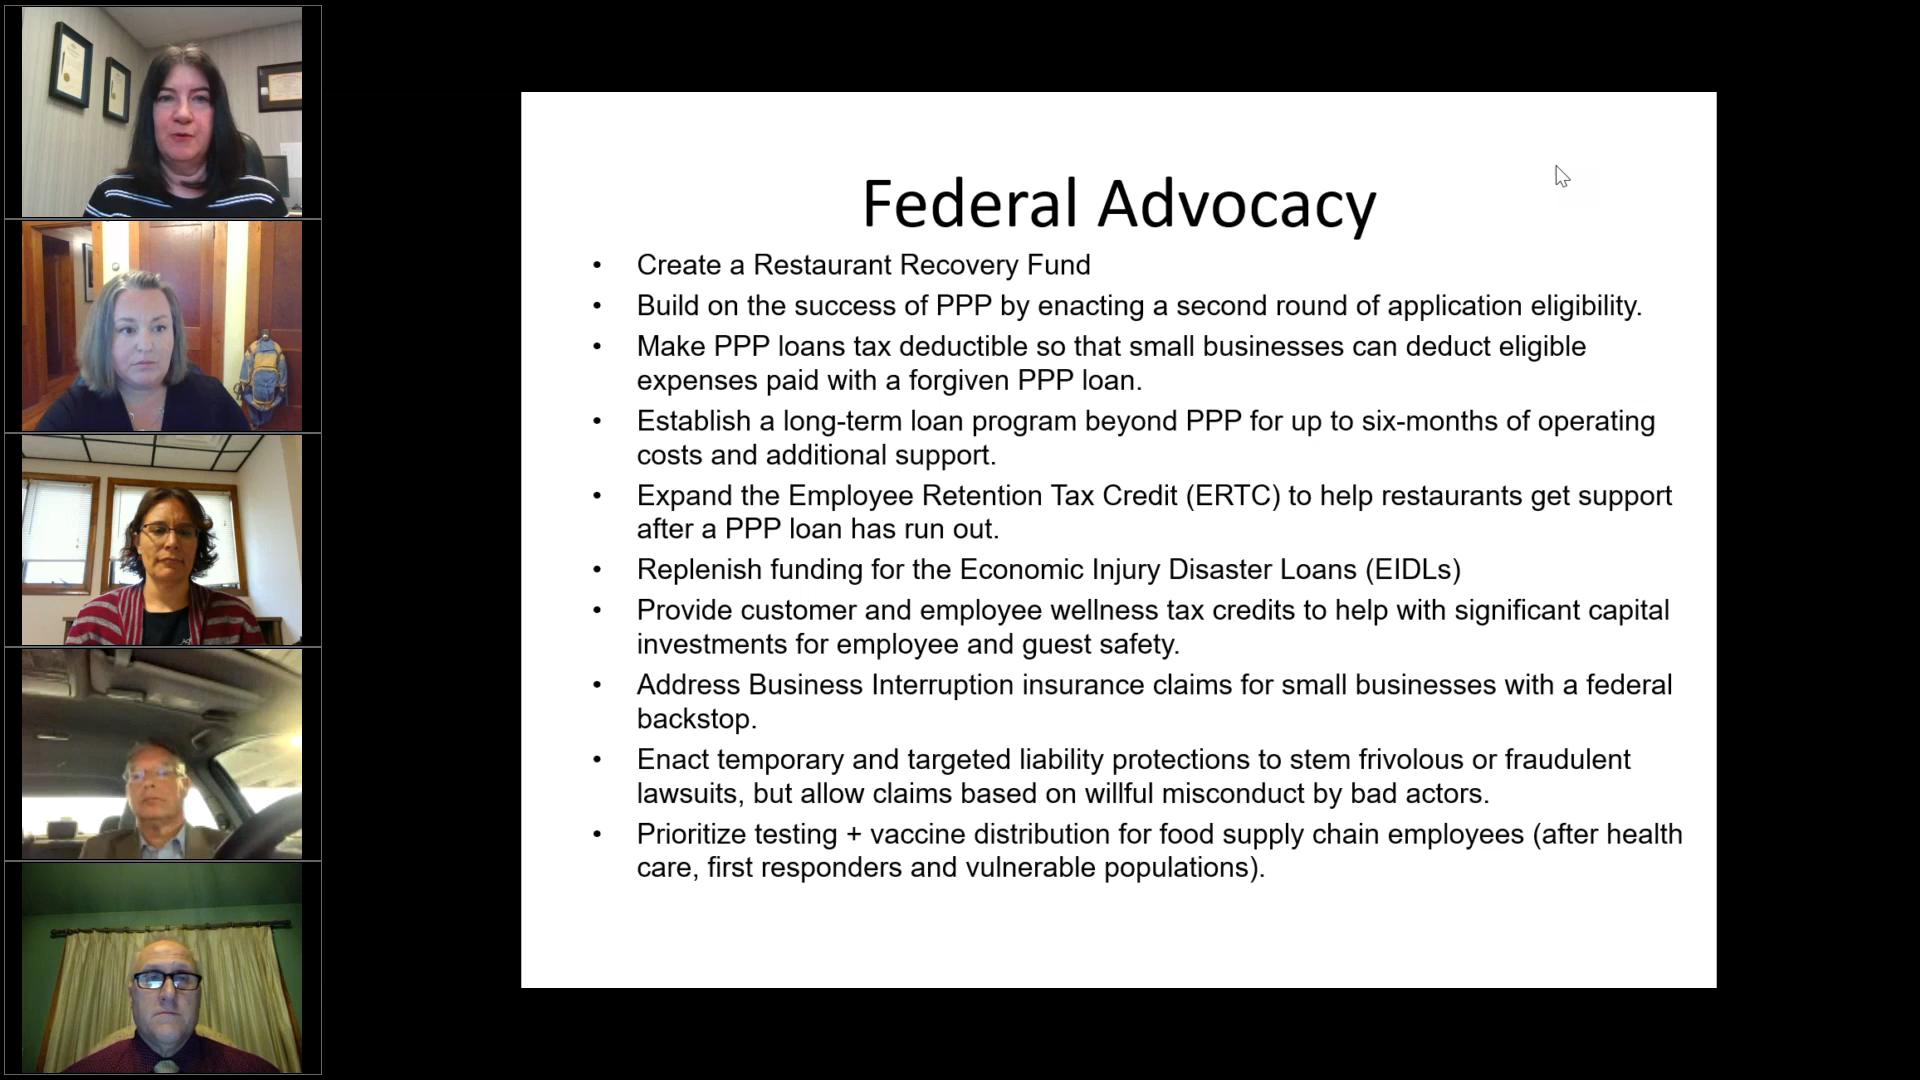 Federal Advocacy
• Create a Restaurant Recovery Fund
• Build on the success of PPP by enacting a second round of application eligibility.
• Make PPP loans tax deductible so that small businesses can deduct eligible
expenses paid with a forgiven PPP loan.
• Establish a long-term loan program beyond PPP for up to six-months of operating
costs and additional support.
• Expand the Employee Retention Tax Credit (ERTC) to help restaurants get support
after a PPP loan has run out.
• Replenish funding for the Economic Injury Disaster Loans (EIDLs)
• Provide customer and employee wellness tax credits to help with significant capital
investments for employee and guest safety.
• Address Business Interruption insurance claims for small businesses with a federal
backstop.
• Enact temporary and targeted liability protections to stem frivolous or fraudulent
lawsuits, but allow claims based on willful misconduct by bad actors.
• Prioritize testing + vaccine distribution for food supply chain employees (after health
care, first responders and vulnerable populations).